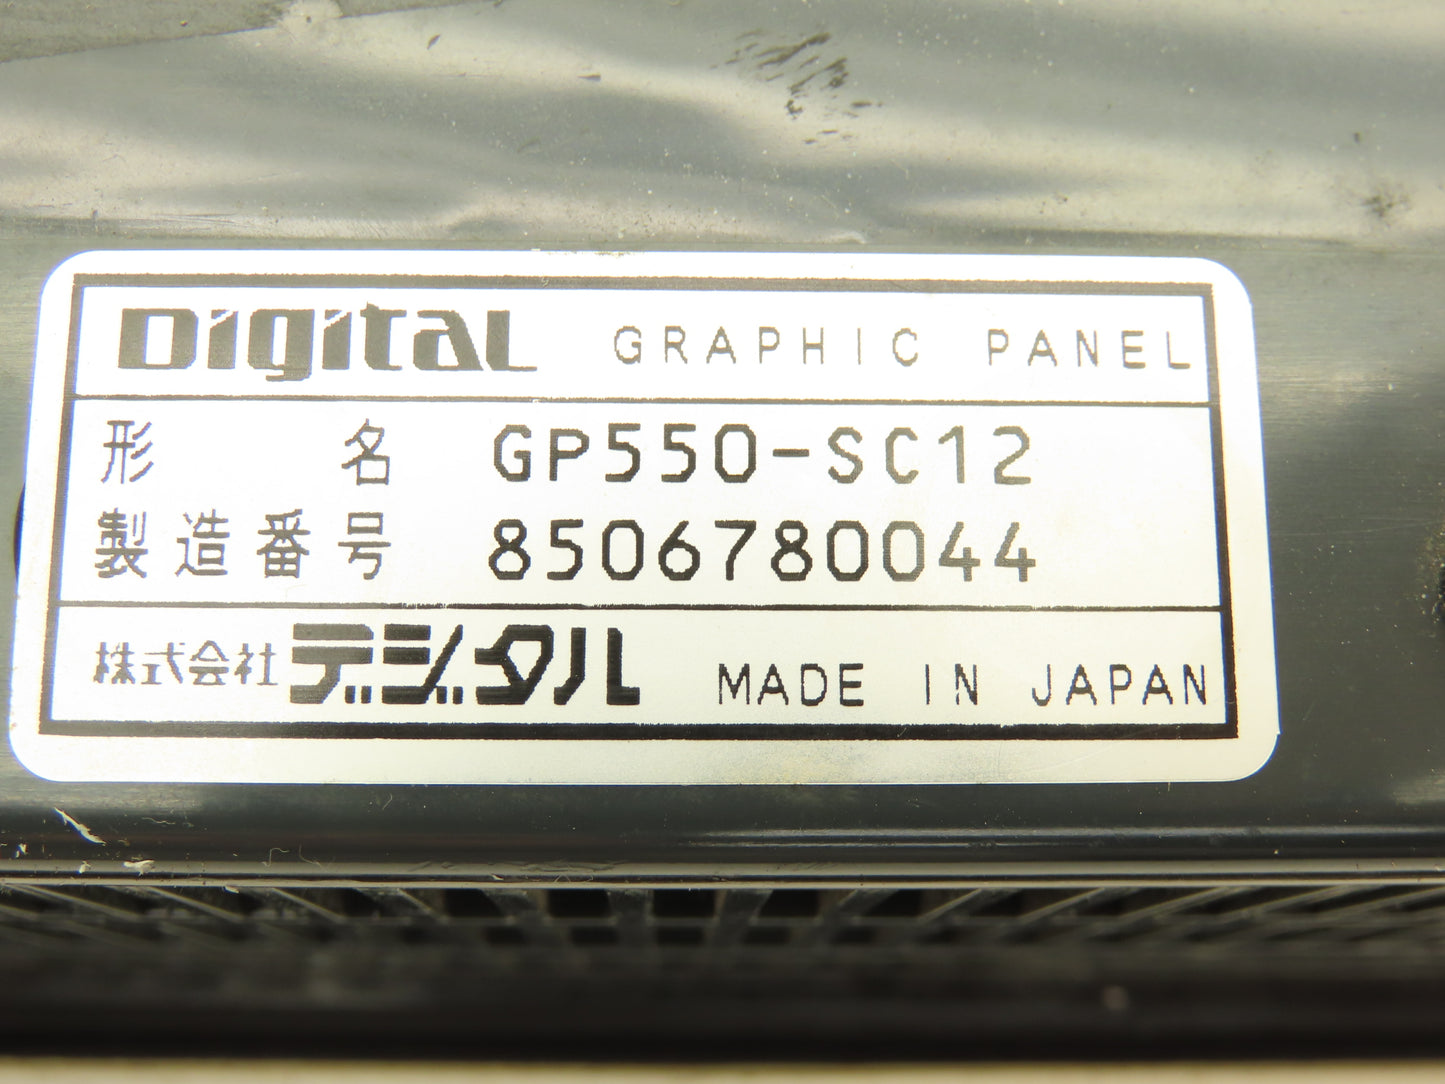 Digital GRAPHIC PANEL
形名 GP550-SC12
製造番号 8506780044
株式会社デジタル MADE IN JAPAN